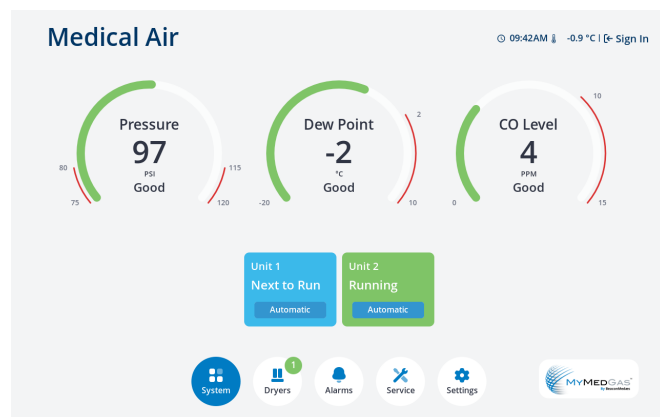 Medical Air
09:42AM -0.9 °C | Sign In
Pressure
97
PSI
Good
80
115
75
120
Dew Point
-2
°C
Good
2
-20
10
CO Level
4
PPM
Good
10
0
15
Unit 1
Next to Run
Automatic
Unit 2
Running
Automatic
System
1
Dryers
Alarms
Service
Settings
MYMEDGAS
By BeaconMedaes